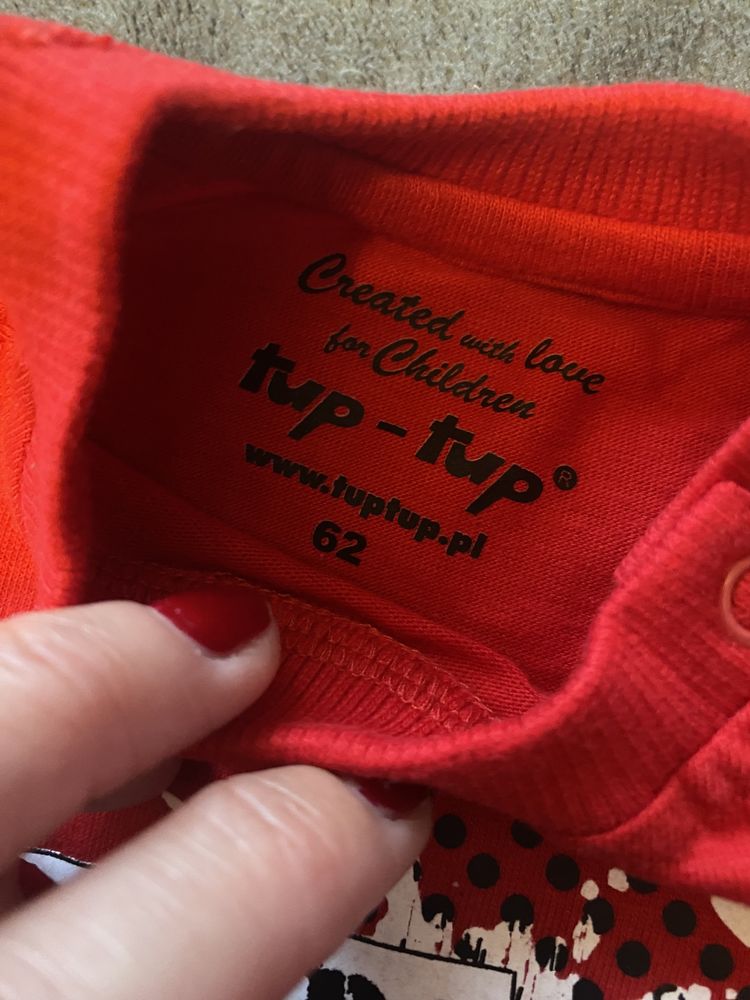 Created with love
for Children
tup-tup®
www.tuptup.pl
62